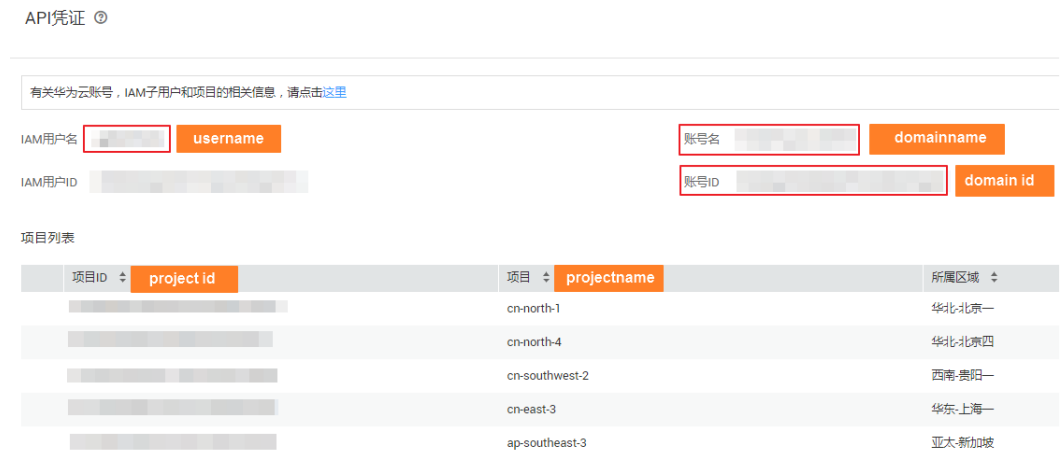 API凭证 ?
有关华为云账号，IAM子用户和项目的相关信息，请点击这里
IAM用户名 username 账号名 domainname
IAM用户ID 账号ID domain id
项目列表
项目ID project id 项目 projectname 所属区域
cn-north-1 华北-北京一
cn-north-4 华北-北京四
cn-southwest-2 西南-贵阳一
cn-east-3 华东-上海一
ap-southeast-3 亚太-新加坡